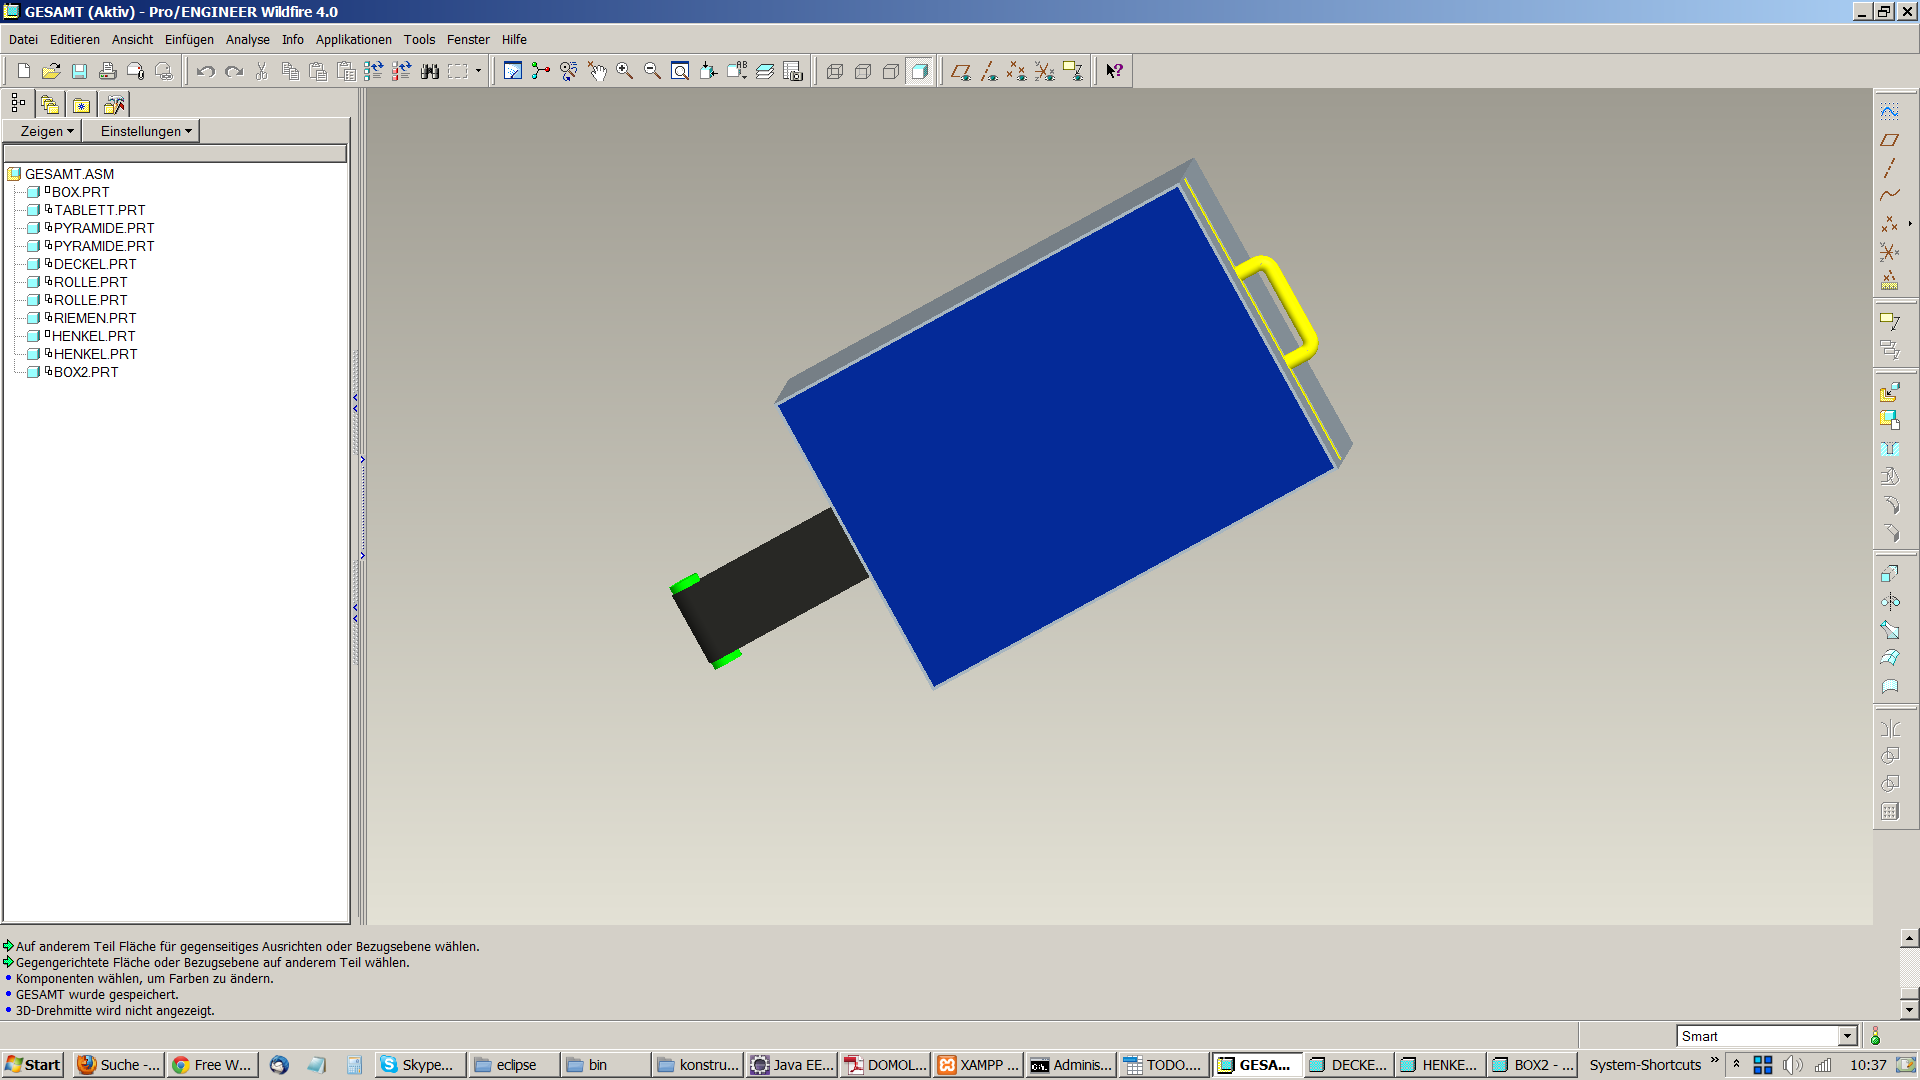 GESAMT (Aktiv) - Pro/ENGINEER Wildfire 4.0
Datei Editieren Ansicht Einfügen Analyse Info Applikationen Tools Fenster Hilfe
Zeigen Einstellungen
GESAMT.ASM
BOX.PRT
TABLETT.PRT
PYRAMIDE.PRT
PYRAMIDE.PRT
DECKEL.PRT
ROLLE.PRT
ROLLE.PRT
RIEMEN.PRT
HENKEL.PRT
HENKEL.PRT
BOX2.PRT
Auf anderem Teil Fläche für gegenseitiges Ausrichten oder Bezugsebene wählen.
Gegengerichtete Fläche oder Bezugsebene auf anderem Teil wählen.
Komponenten wählen, um Farben zu ändern.
GESAMT wurde gespeichert.
3D-Drehmitte wird nicht angezeigt.
Smart
Start Suche -... Free W... Skype... eclipse bin konstru... Java EE... DOMOL... XAMPP ... Adminis... TODO.... GESA... DECKE... HENKE... BOX2 - ... System-Shortcuts » 10:37